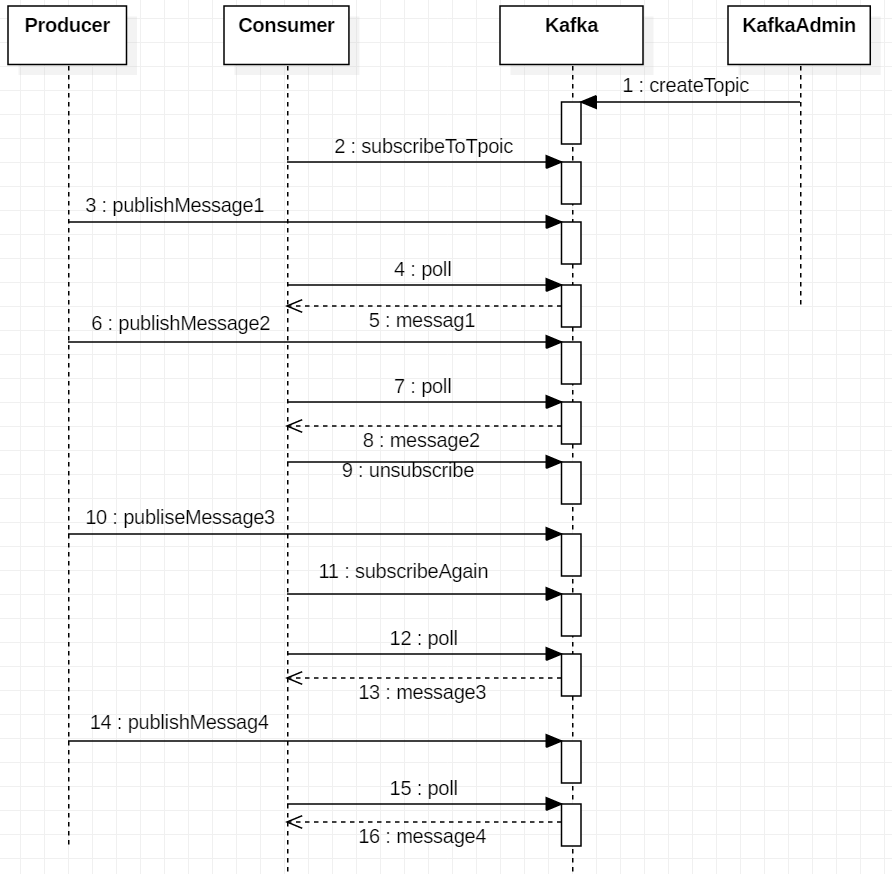 Producer
Consumer
Kafka
KafkaAdmin
1 : createTopic
2 : subscribeToTpoic
3 : publishMessage1
4 : poll
5 : messag1
6 : publishMessage2
7 : poll
8 : message2
9 : unsubscribe
10 : publiseMessage3
11 : subscribeAgain
12 : poll
13 : message3
14 : publishMessag4
15 : poll
16 : message4